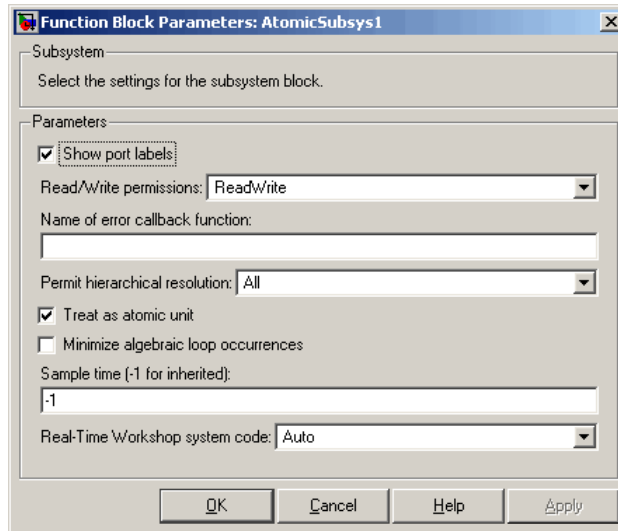 Function Block Parameters: AtomicSubsys1
Subsystem
Select the settings for the subsystem block.
Parameters
Show port labels
Read/Write permissions: ReadWrite
Name of error callback function:
Permit hierarchical resolution: All
Treat as atomic unit
Minimize algebraic loop occurrences
Sample time (-1 for inherited):
-1
Real-Time Workshop system code: Auto
OK Cancel Help Apply